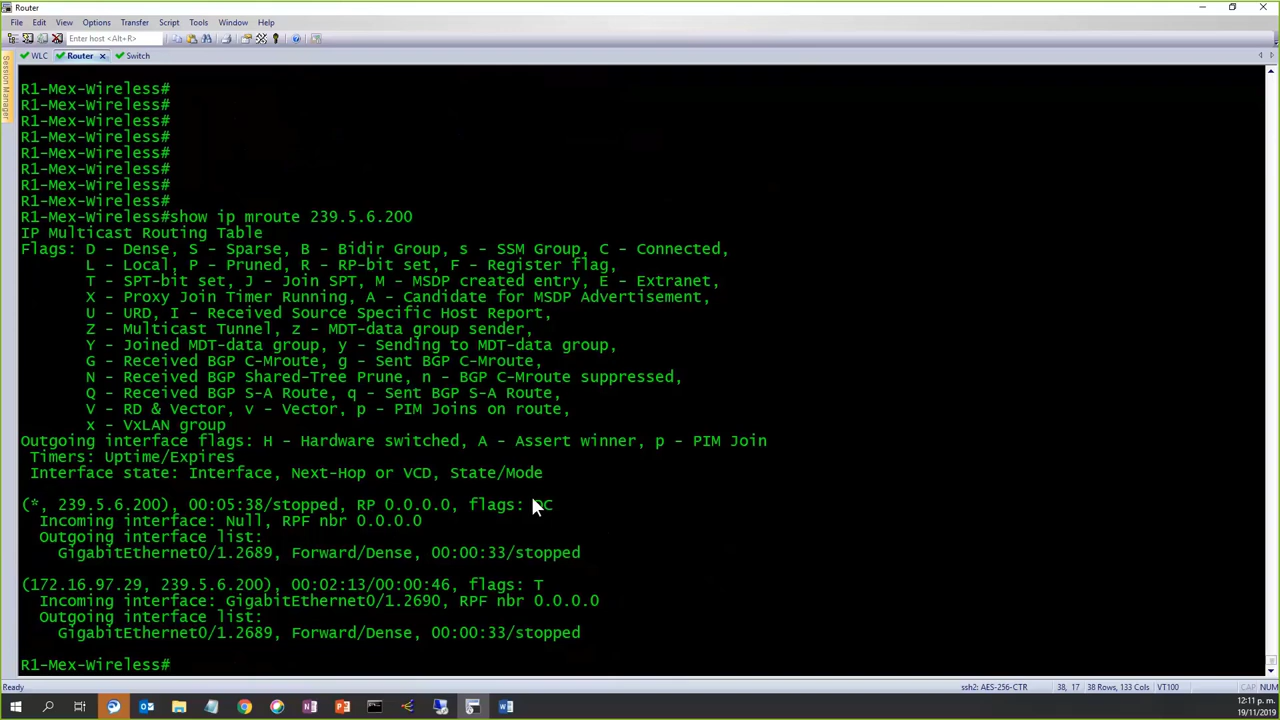 Router
File Edit View Options Transfer Script Tools Window Help
Enter host <Alt+R>
WLC Router Switch
Session Manager
R1-Mex-Wireless#
R1-Mex-Wireless#
R1-Mex-Wireless#
R1-Mex-Wireless#
R1-Mex-Wireless#
R1-Mex-Wireless#
R1-Mex-Wireless#
R1-Mex-Wireless#
R1-Mex-Wireless#show ip mroute 239.5.6.200
IP Multicast Routing Table
Flags: D - Dense, S - Sparse, B - Bidir Group, s - SSM Group, C - Connected,
L - Local, P - Pruned, R - RP-bit set, F - Register flag,
T - SPT-bit set, J - Join SPT, M - MSDP created entry, E - Extranet,
X - Proxy Join Timer Running, A - Candidate for MSDP Advertisement,
U - URD, I - Received Source Specific Host Report,
Z - Multicast Tunnel, z - MDT-data group sender,
Y - Joined MDT-data group, y - Sending to MDT-data group,
G - Received BGP C-Mroute, g - Sent BGP C-Mroute,
N - Received BGP Shared-Tree Prune, n - BGP C-Mroute suppressed,
Q - Received BGP S-A Route, q - Sent BGP S-A Route,
V - RD & Vector, v - Vector, p - PIM Joins on route,
x - VxLAN group
Outgoing interface flags: H - Hardware switched, A - Assert winner, p - PIM Join
Timers: Uptime/Expires
Interface state: Interface, Next-Hop or VCD, State/Mode
(*, 239.5.6.200), 00:05:38/stopped, RP 0.0.0.0, flags:
Incoming interface: Null, RPF nbr 0.0.0.0
Outgoing interface list:
GigabitEthernet0/1.2689, Forward/Dense, 00:00:33/stopped
(172.16.97.29, 239.5.6.200), 00:02:13/00:00:46, flags: T
Incoming interface: GigabitEthernet0/1.2690, RPF nbr 0.0.0.0
Outgoing interface list:
GigabitEthernet0/1.2689, Forward/Dense, 00:00:33/stopped
R1-Mex-Wireless#
Ready ssh2: AES-256-CTR 38, 17 38 Rows, 133 Cols VT100 CAP NUM
12:11 p. m.
19/11/2019